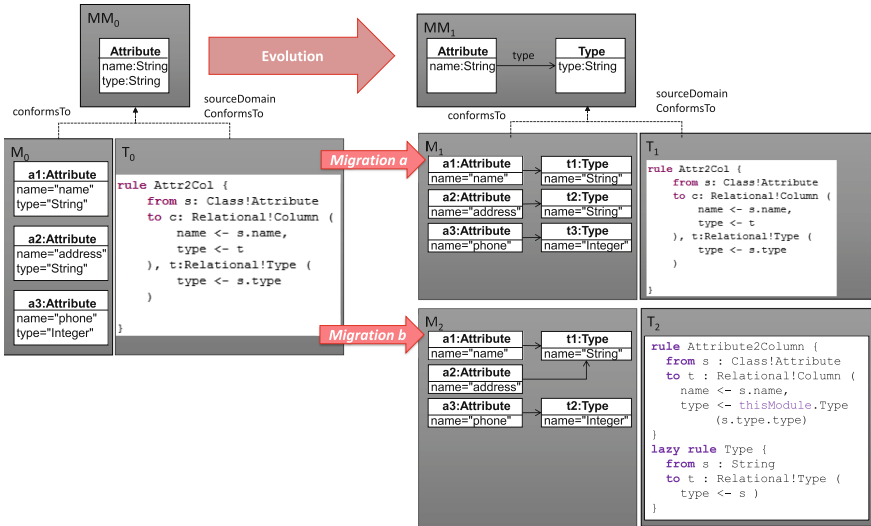 MM0
Attribute
name:String
type:String
Evolution
MM1
Attribute
name:String
type
Type
type:String
conformsTo
sourceDomain
ConformsTo
conformsTo
sourceDomain
ConformsTo
M0
a1:Attribute
name="name"
type="String"
a2:Attribute
name="address"
type="String"
a3:Attribute
name="phone"
type="Integer"
T0
rule Attr2Col {
from s: Class!Attribute
to c: Relational!Column (
name <- s.name,
type <- t
), t:Relational!Type (
type <- s.type
)
}
Migration a
M1
a1:Attribute
name="name"
t1:Type
name="String"
a2:Attribute
name="address"
t2:Type
name="String"
a3:Attribute
name="phone"
t3:Type
name="Integer"
T1
rule Attr2Col {
from s: Class!Attribute
to c: Relational!Column (
name <- s.name,
type <- t
), t:Relational!Type (
type <- s.type
)
}
Migration b
M2
a1:Attribute
name="name"
t1:Type
name="String"
a2:Attribute
name="address"
a3:Attribute
name="phone"
t2:Type
name="Integer"
T2
rule Attribute2Column {
from s : Class!Attribute
to t : Relational!Column (
name <- s.name,
type <- thisModule.Type
(s.type.type)
}
lazy rule Type {
from s : String
to t : Relational!Type (
type <- s )
}